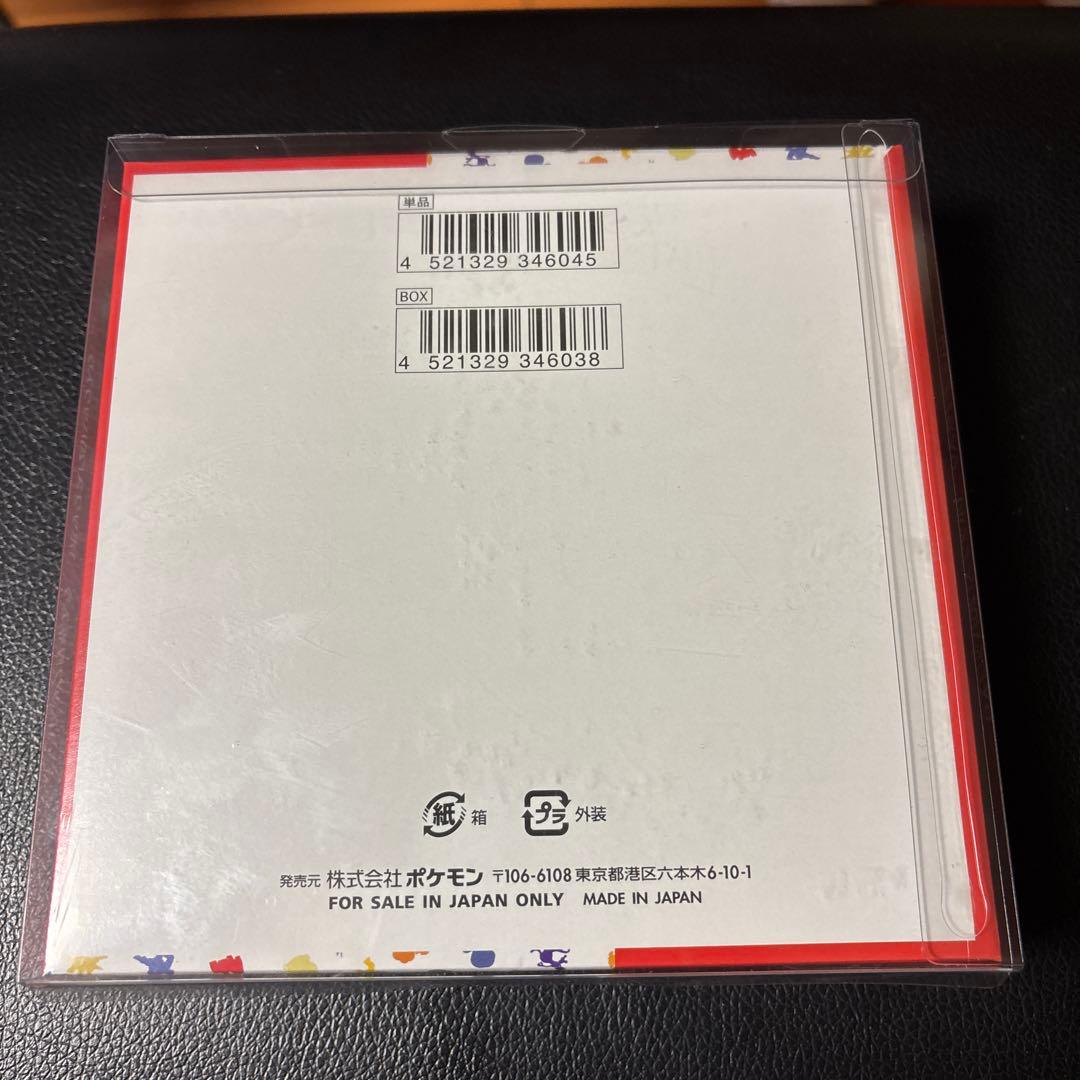 単品
4 521329 346045
BOX
4 521329 346038
紙 箱 プラ 外装
発売元 株式会社ポケモン 〒106-6108 東京都港区六本木6-10-1
FOR SALE IN JAPAN ONLY MADE IN JAPAN